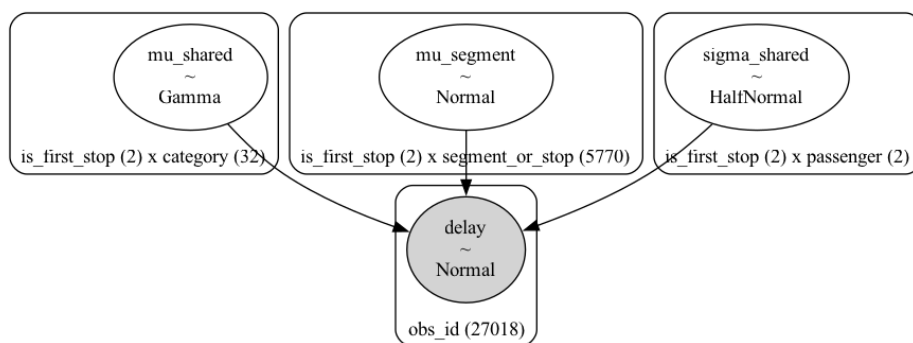 mu_shared
~
Gamma
is_first_stop (2) x category (32)
mu_segment
~
Normal
is_first_stop (2) x segment_or_stop (5770)
sigma_shared
~
HalfNormal
is_first_stop (2) x passenger (2)
delay
~
Normal
obs_id (27018)